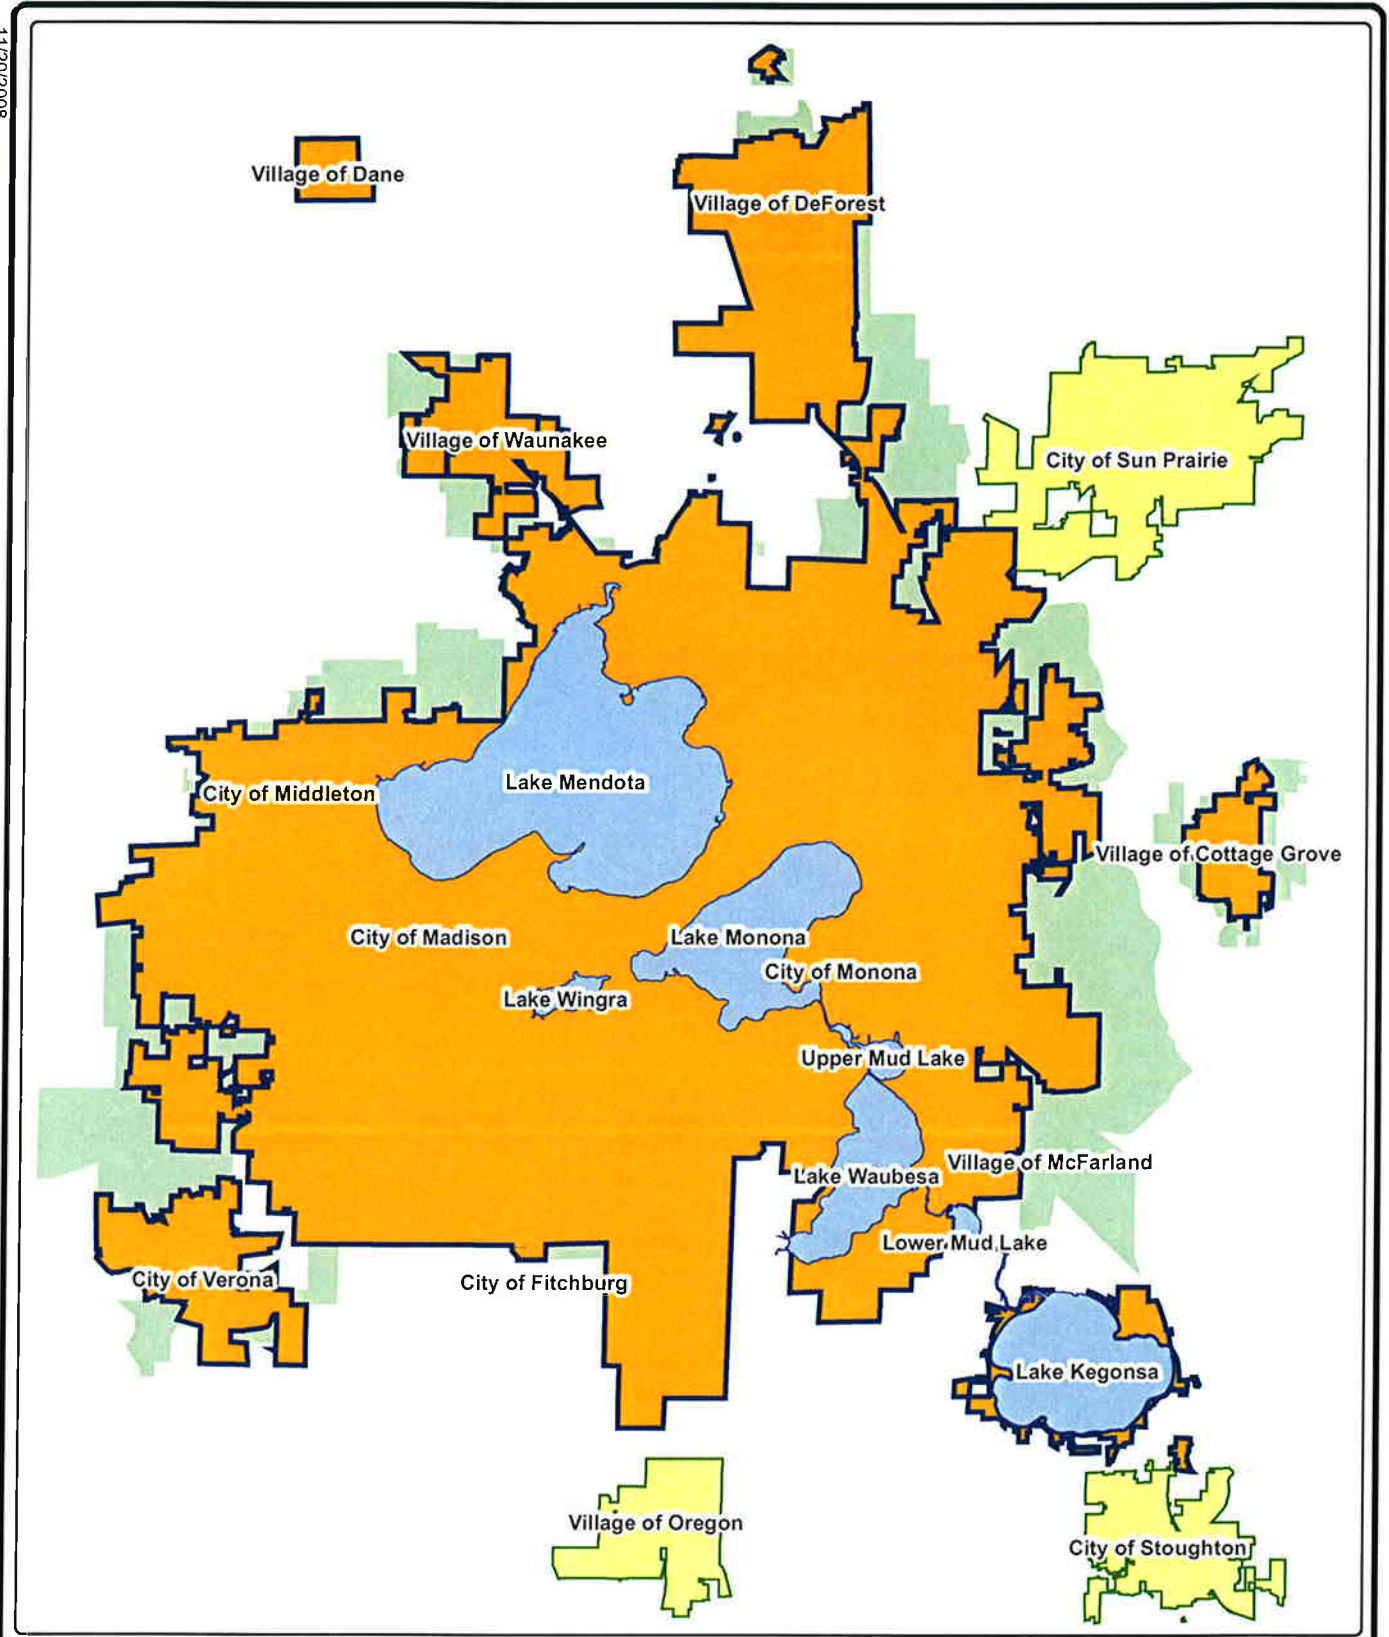 11/20/2008
Village of Dane
Village of DeForest
Village of Waunakee
City of Sun Prairie
Lake Mendota
City of Middleton
Village of Cottage Grove
City of Madison
Lake Monona
City of Monona
Lake Wingra
Upper Mud Lake
Village of McFarland
Lake Waubesa
Lower Mud Lake
City of Verona
City of Fitchburg
Lake Kegonsa
Village of Oregon
City of Stoughton